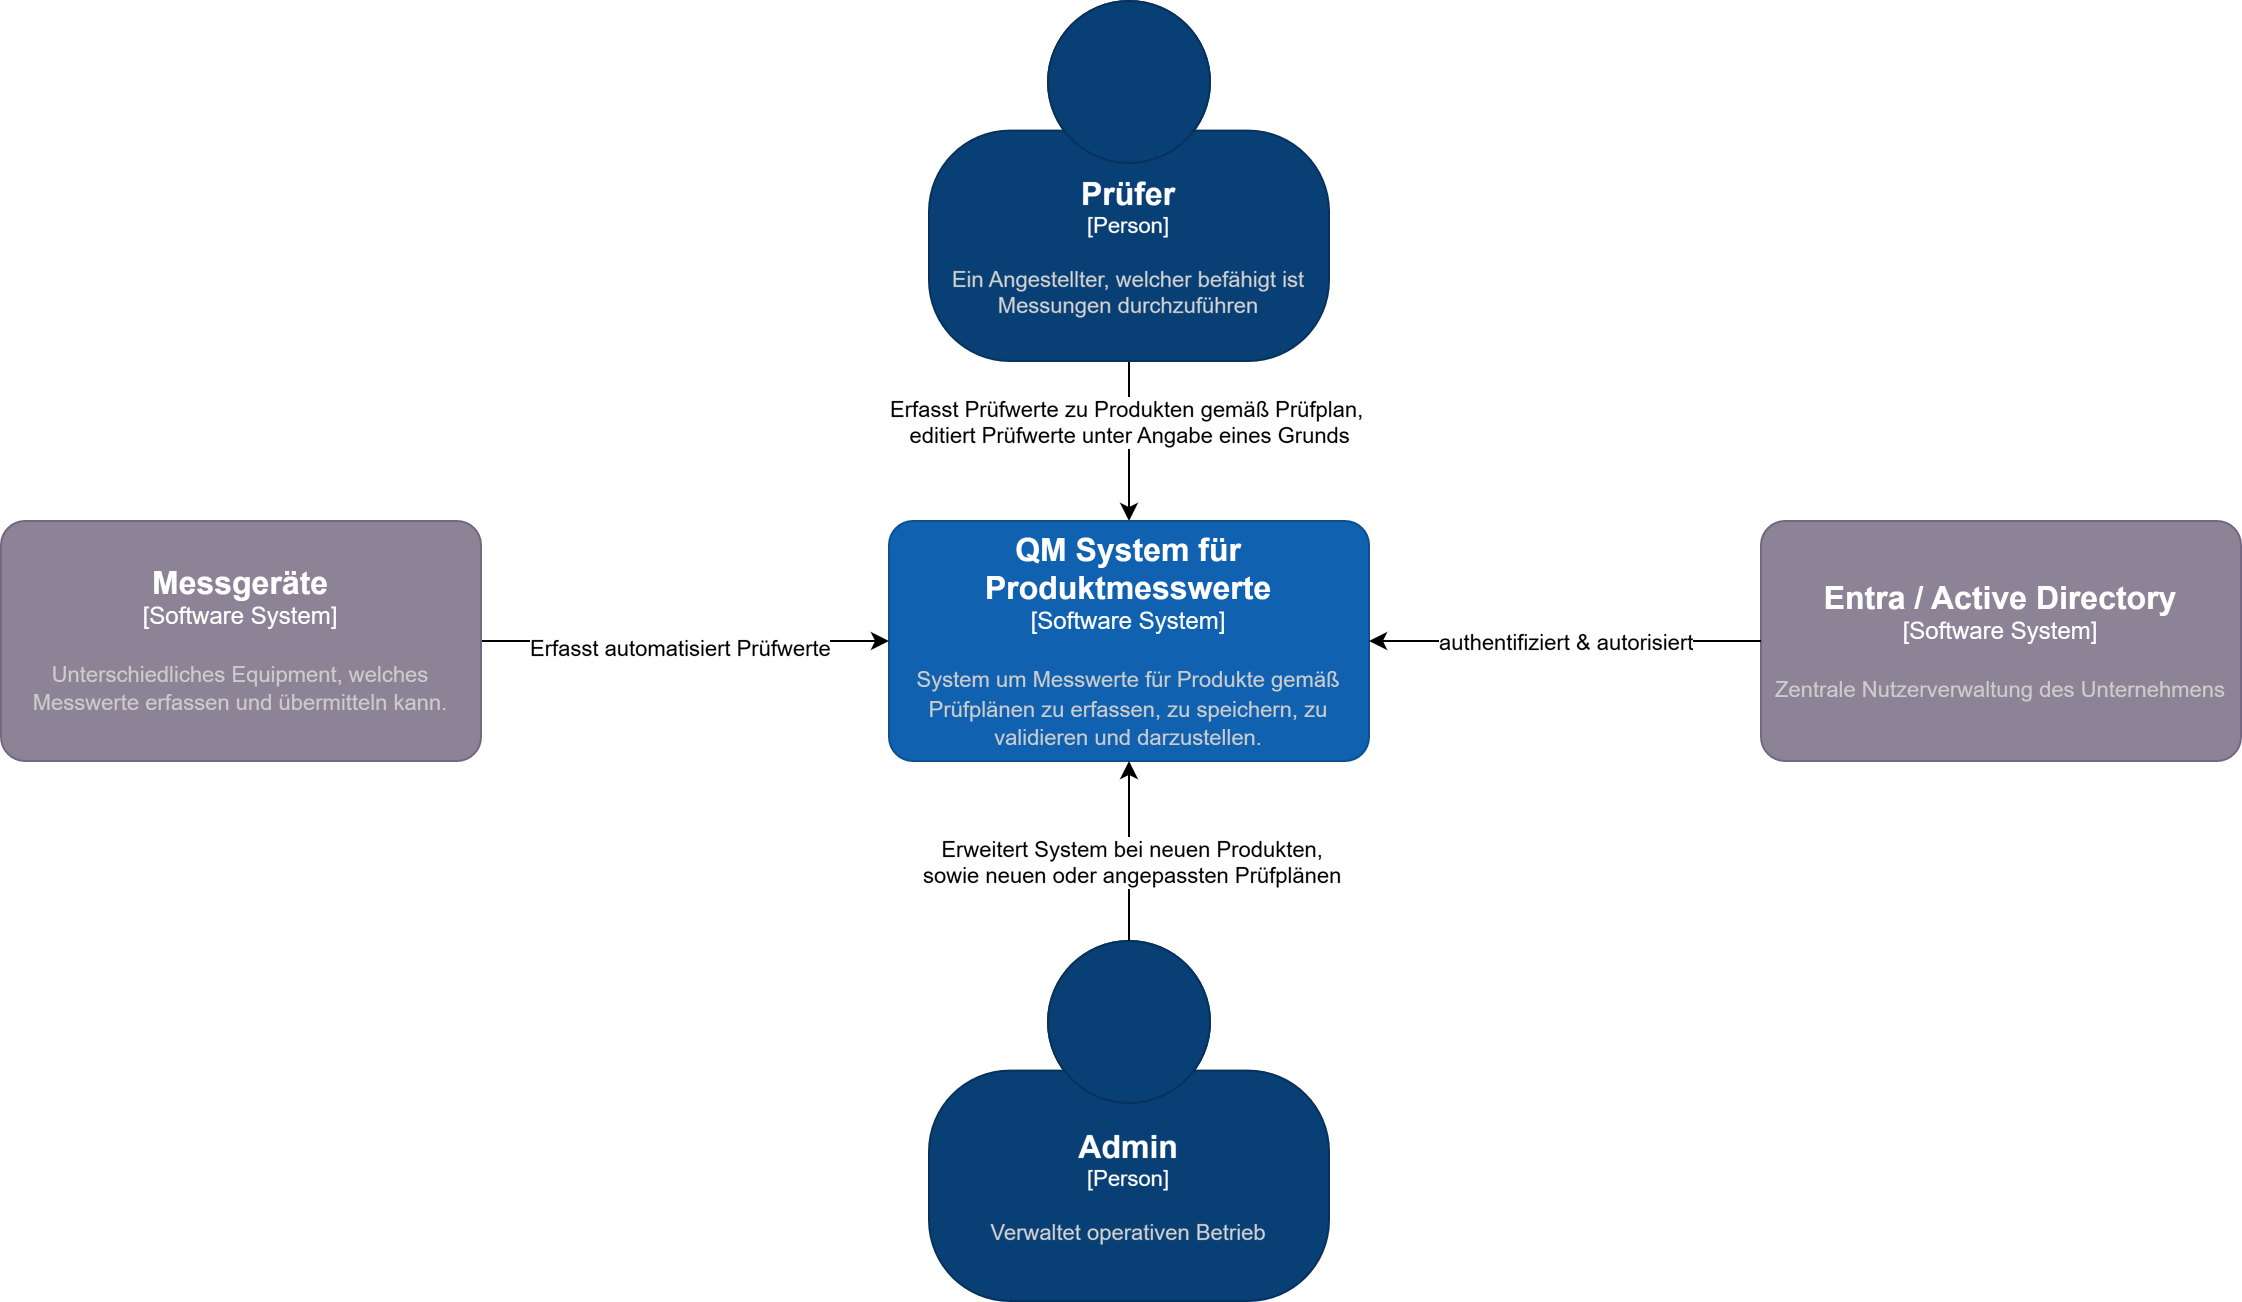 Prüfer
[Person]
Ein Angestellter, welcher befähigt ist
Messungen durchzuführen
Erfasst Prüfwerte zu Produkten gemäß Prüfplan,
editiert Prüfwerte unter Angabe eines Grunds
Messgeräte
[Software System]
Unterschiedliches Equipment, welches
Messwerte erfassen und übermitteln kann.
Erfasst automatisiert Prüfwerte
QM System für
Produktmesswerte
[Software System]
System um Messwerte für Produkte gemäß
Prüfplänen zu erfassen, zu speichern, zu
validieren und darzustellen.
authentifiziert & autorisiert
Entra / Active Directory
[Software System]
Zentrale Nutzerverwaltung des Unternehmens
Erweitert System bei neuen Produkten,
sowie neuen oder angepassten Prüfplänen
Admin
[Person]
Verwaltet operativen Betrieb